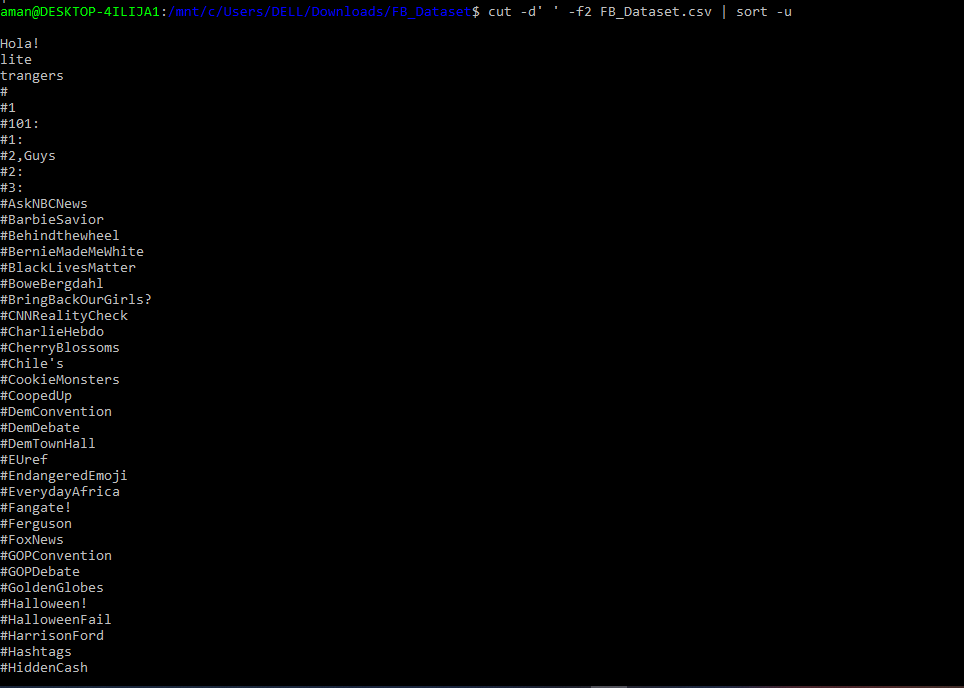 aman@DESKTOP-4ILIJA1:/mnt/c/Users/DELL/Downloads/FB_Dataset$ cut -d' ' -f2 FB_Dataset.csv | sort -u
Hola!
lite
trangers
#
#1
#101:
#1:
#2,Guys
#2:
#3:
#AskNBCNews
#BarbieSavior
#Behindthewheel
#BernieMadeMeWhite
#BlackLivesMatter
#BoweBergdahl
#BringBackOurGirls?
#CNNRealityCheck
#CharlieHebdo
#CherryBlossoms
#Chile's
#CookieMonsters
#CoopedUp
#DemConvention
#DemDebate
#DemTownHall
#EUref
#EndangeredEmoji
#EverydayAfrica
#Fangate!
#Ferguson
#FoxNews
#GOPConvention
#GOPDebate
#GoldenGlobes
#Halloween!
#HalloweenFail
#HarrisonFord
#Hashtags
#HiddenCash